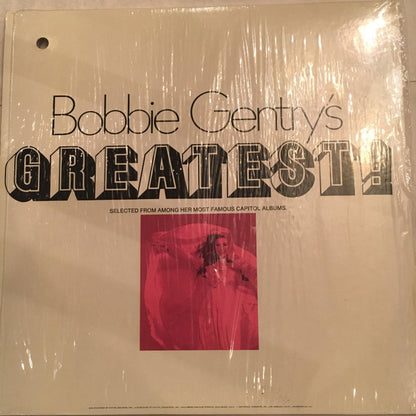 Bobbie Gentry's
GREATEST!
SELECTED FROM AMONG HER MOST FAMOUS CAPITOL ALBUMS.